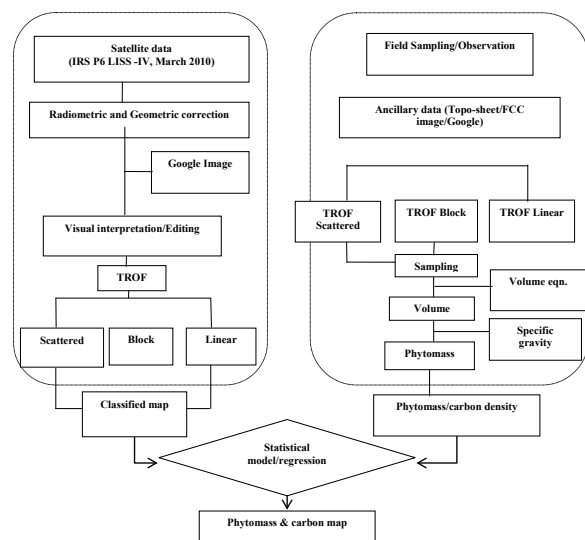 Satellite data
(IRS P6 LISS -IV, March 2010)
Radiometric and Geometric correction
Google Image
Visual interpretation/Editing
TROF
Scattered
Block
Linear
Classified map
Field Sampling/Observation
Ancillary data (Topo-sheet/FCC
image/Google)
TROF
Scattered
TROF Block
TROF Linear
Sampling
Volume eqn.
Volume
Specific
gravity
Phytomass
Phytomass/carbon density
Statistical
model/regression
Phytomass & carbon map